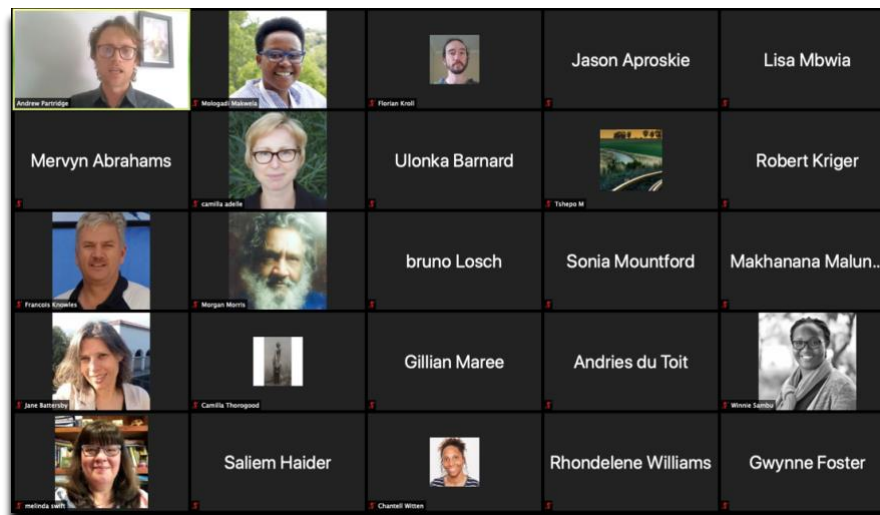 Andrew Partridge
Mologadi Makwela
Florian Kroll
Jason Aproskie
Lisa Mbwia
Mervyn Abrahams
camilla adelle
Ulonka Barnard
Tshepo M
Robert Kriger
Francois Knowles
Morgan Morris
bruno Losch
Sonia Mountford
Makhanana Malun...
Jane Battersby
Camilla Thorogood
Gillian Maree
Andries du Toit
Winnie Sambu
melinda swift
Saliem Haider
Chantell Witten
Rhondelene Williams
Gwynne Foster